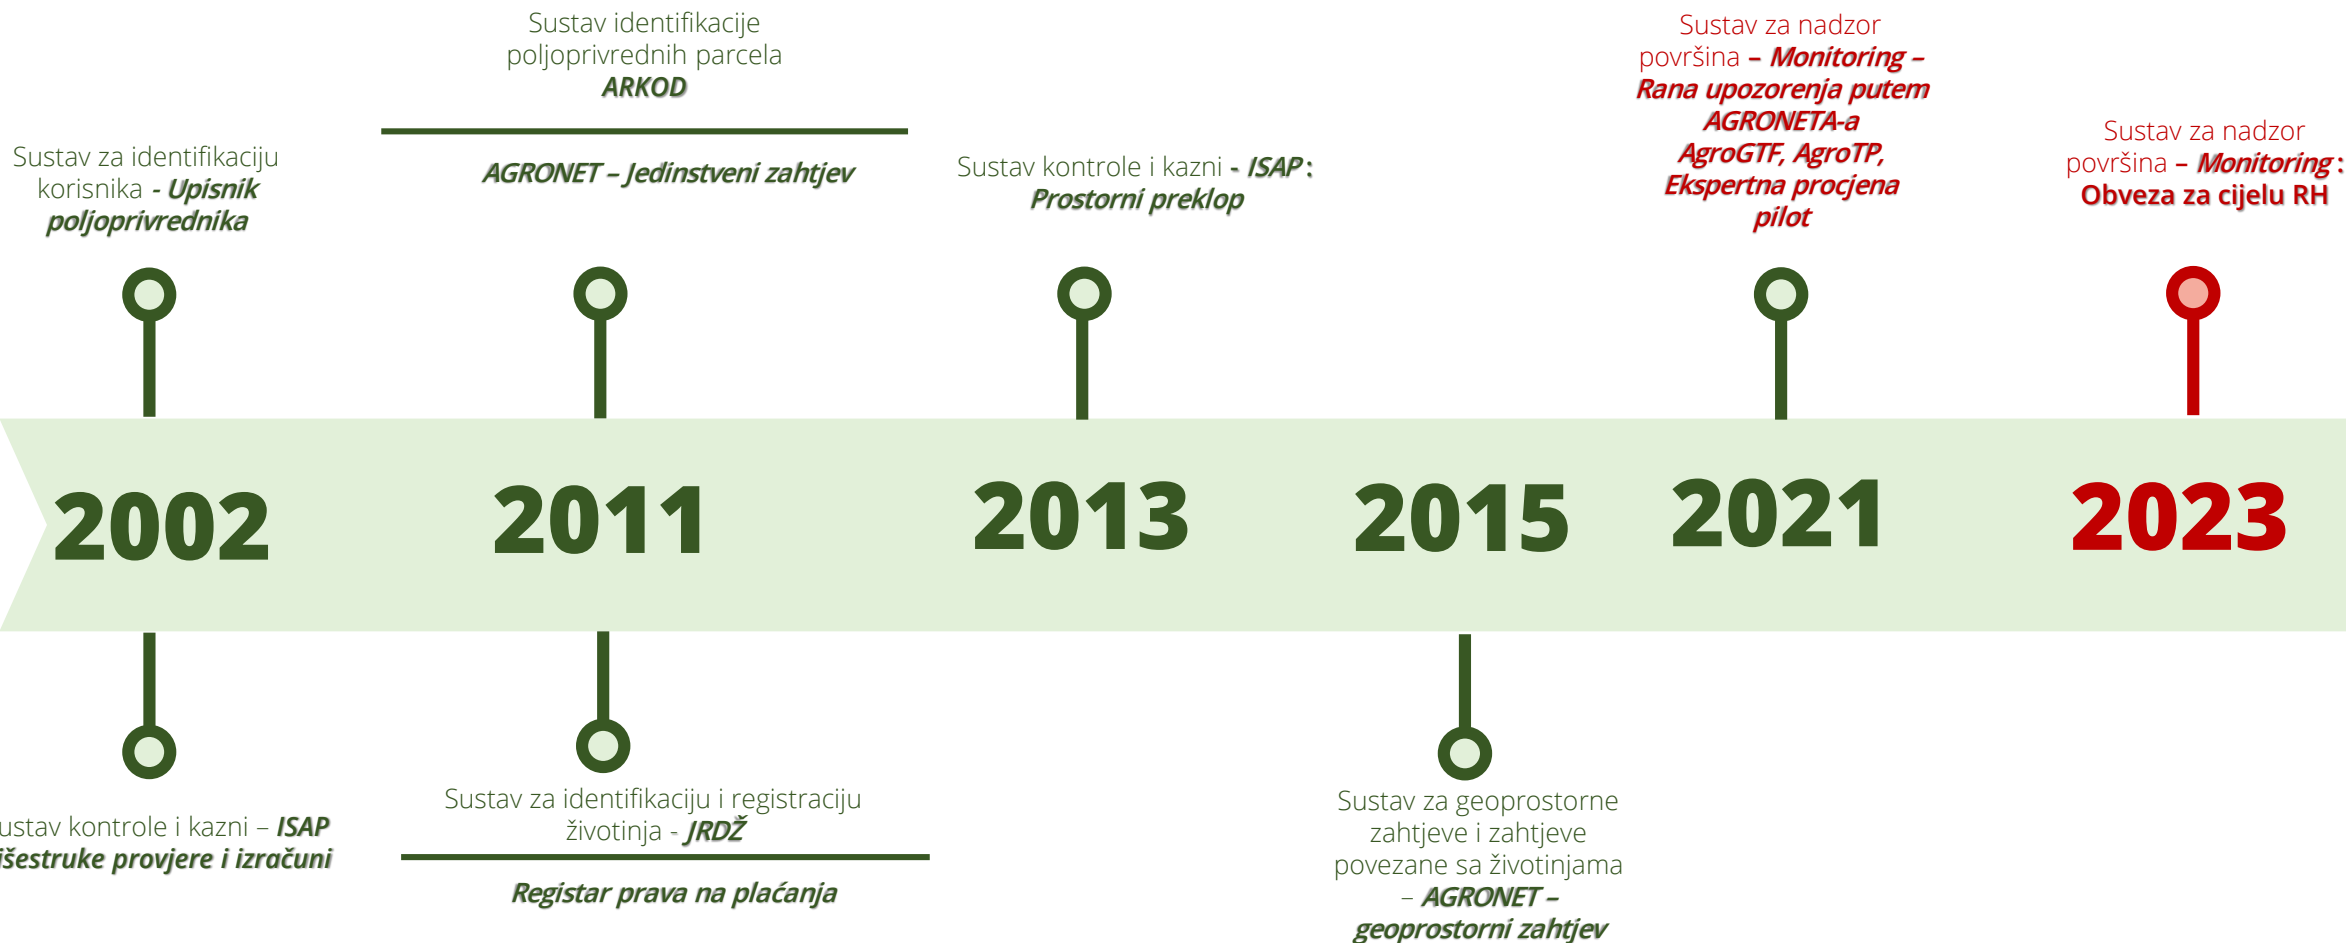 Sustav za identifikaciju
korisnika - Upisnik
poljoprivrednika
Sustav identifikacije
poljoprivrednih parcela
ARKOD
AGRONET – Jedinstveni zahtjev
Sustav kontrole i kazni - ISAP :
Prostorni preklop
Sustav za nadzor
površina – Monitoring –
Rana upozorenja putem
AGRONETA-a
AgroGTF, AgroTP,
Ekspertna procjena
pilot
Sustav za nadzor
površina – Monitoring :
Obveza za cijelu RH
2002
2011
2013
2015
2021
2023
ustav kontrole i kazni – ISAP
išestruke provjere i izračuni
Sustav za identifikaciju i registraciju
životinja - JRDŽ
Registar prava na plaćanja
Sustav za geoprostorne
zahtjeve i zahtjeve
povezane sa životinjama
– AGRONET –
geoprostorni zahtjev